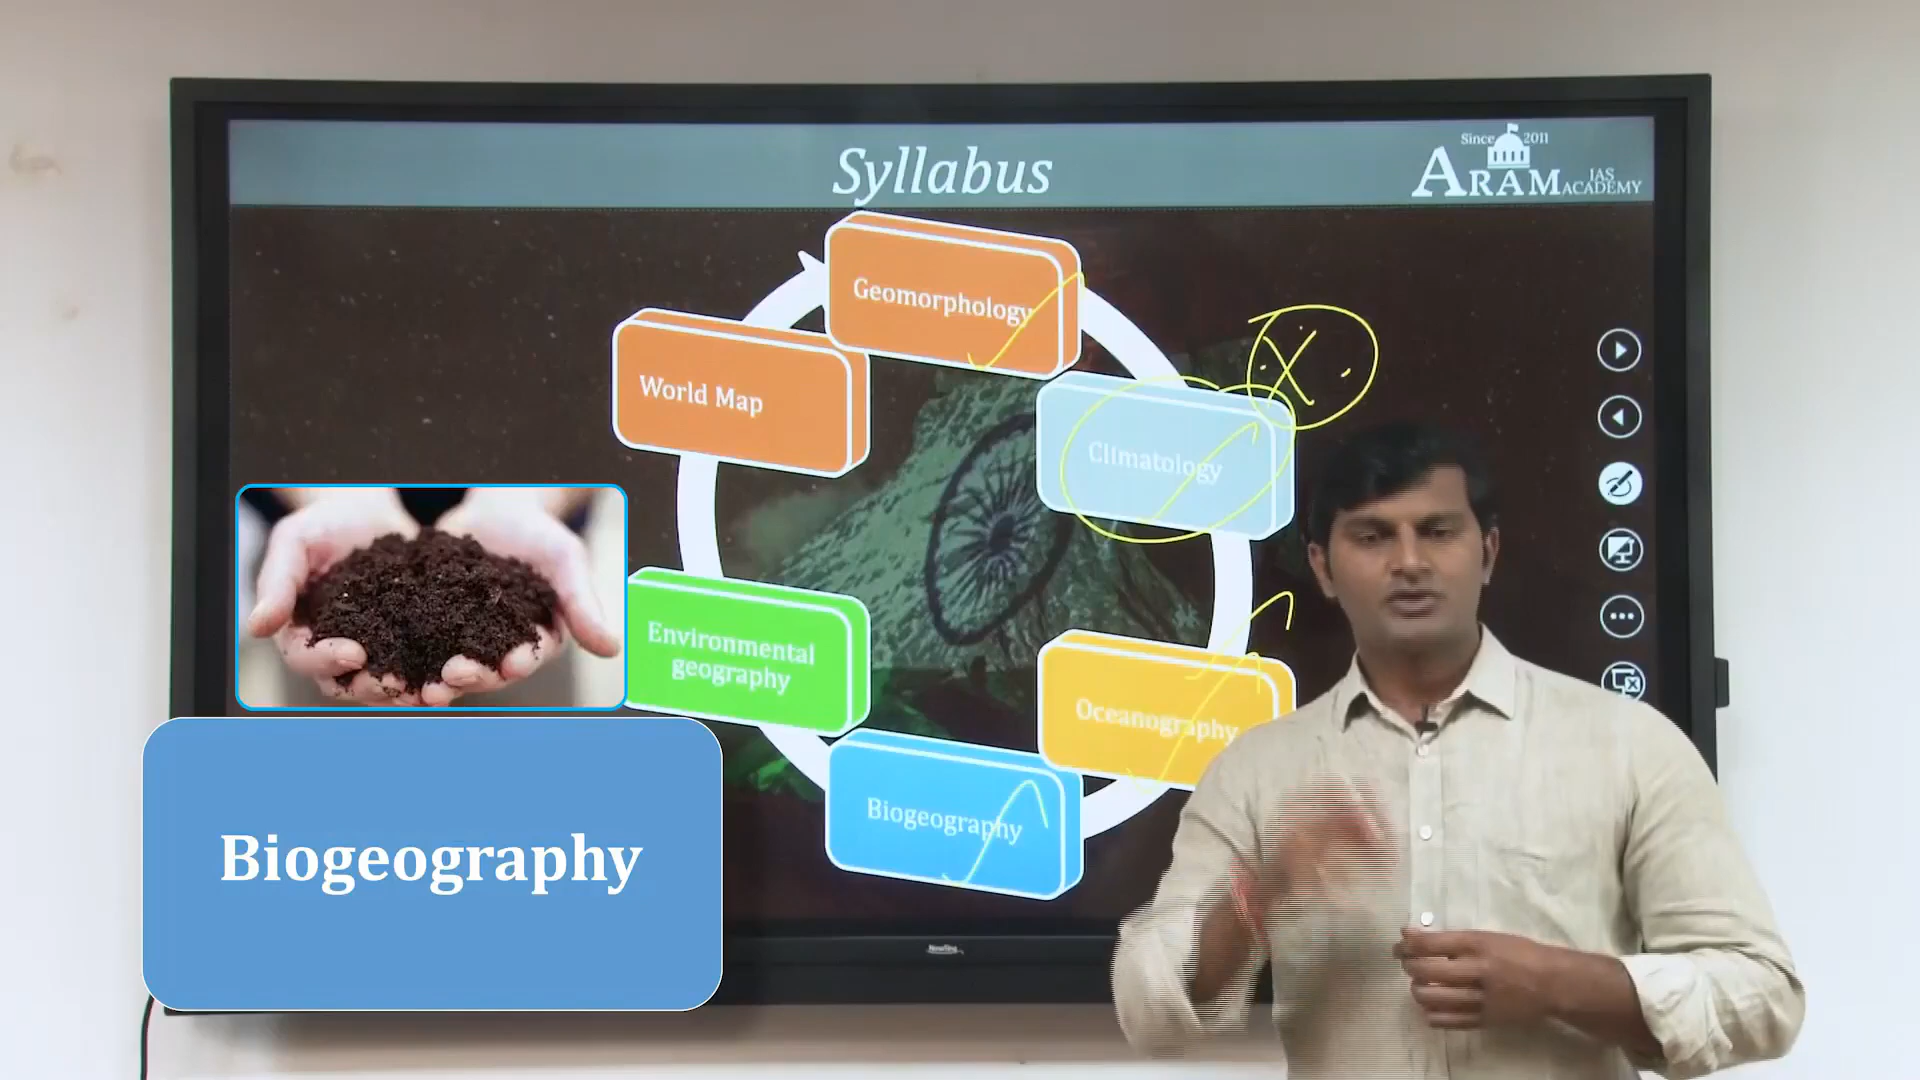 Syllabus
Since 2011
ARAM IAS ACADEMY
Geomorphology
World Map
Climatology
X
Environmental
geography
Oceanography
Biogeography
Biogeography